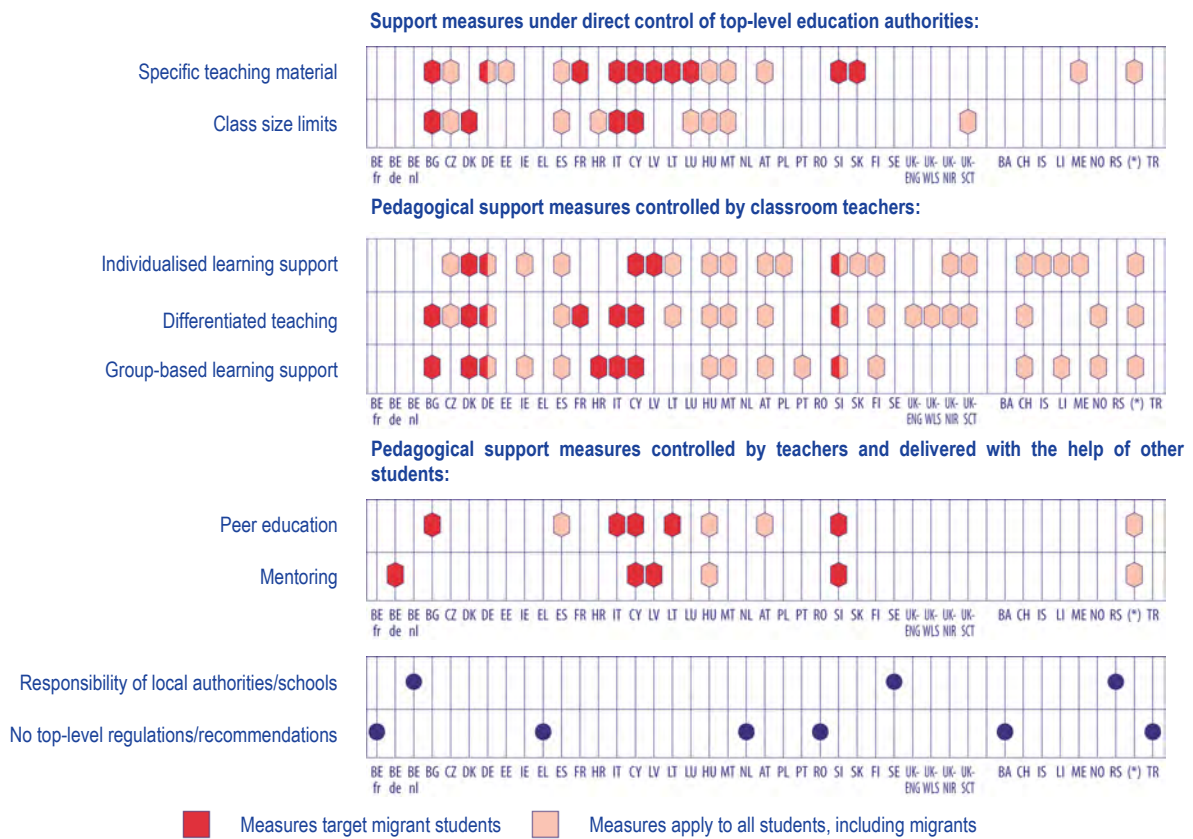 Support measures under direct control of top-level education authorities:
Specific teaching material
Class size limits
BE BE BE BG CZ DK DE EE IE EL ES FR HR IT CY LV LT LU HU MT NL AT PL PT RO SI SK FI SE UK- UK- UK- UK- BA CH IS LI ME NO RS (*) TR
fr de nl ENG WLS NIR SCT
Pedagogical support measures controlled by classroom teachers:
Individualised learning support
Differentiated teaching
Group-based learning support
BE BE BE BG CZ DK DE EE IE EL ES FR HR IT CY LV LT LU HU MT NL AT PL PT RO SI SK FI SE UK- UK- UK- UK- BA CH IS LI ME NO RS (*) TR
fr de nl ENG WLS NIR SCT
Pedagogical support measures controlled by teachers and delivered with the help of other
students:
Peer education
Mentoring
BE BE BE BG CZ DK DE EE IE EL ES FR HR IT CY LV LT LU HU MT NL AT PL PT RO SI SK FI SE UK- UK- UK- UK- BA CH IS LI ME NO RS (*) TR
fr de nl ENG WLS NIR SCT
Responsibility of local authorities/schools
No top-level regulations/recommendations
BE BE BE BG CZ DK DE EE IE EL ES FR HR IT CY LV LT LU HU MT NL AT PL PT RO SI SK FI SE UK- UK- UK- UK- BA CH IS LI ME NO RS (*) TR
fr de nl ENG WLS NIR SCT
Measures target migrant students Measures apply to all students, including migrants